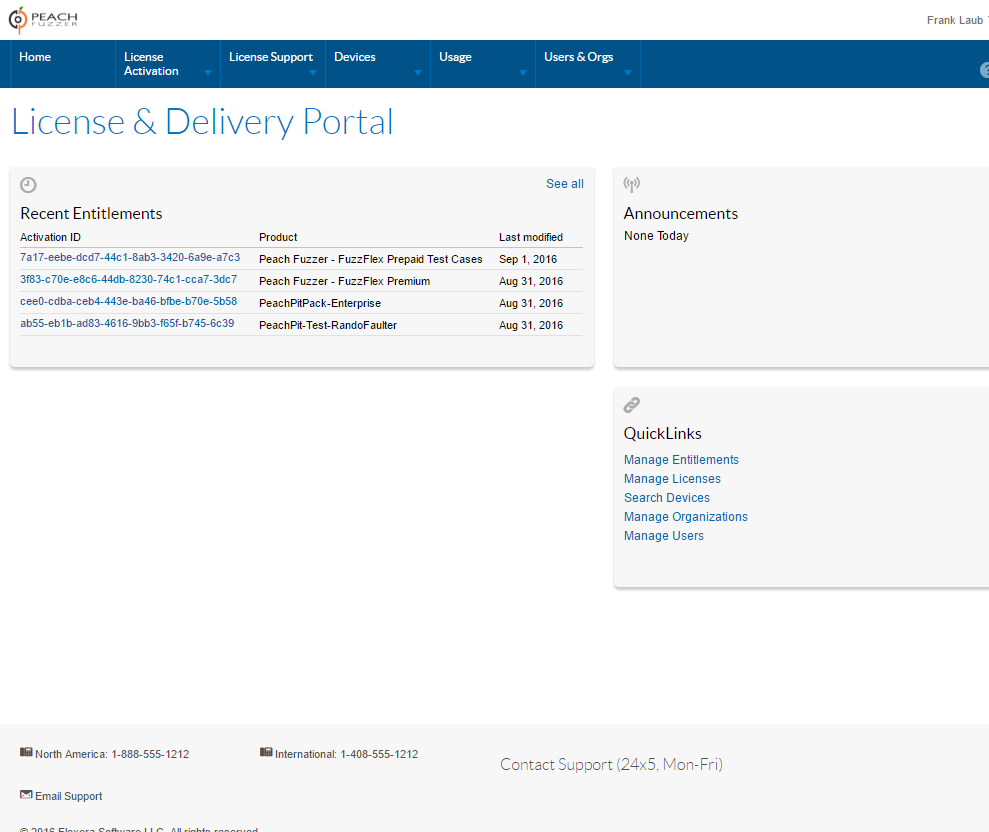 PEACH
FUZZER
Frank Laub
Home
License
Activation
License Support
Devices
Usage
Users & Orgs
License & Delivery Portal
See all
Recent Entitlements
Activation ID Product Last modified
7a17-eebe-dcd7-44c1-8ab3-3420-6a9e-a7c3 Peach Fuzzer - FuzzFlex Prepaid Test Cases Sep 1, 2016
3f83-c70e-e8c6-44db-8230-74c1-cca7-3dc7 Peach Fuzzer - FuzzFlex Premium Aug 31, 2016
cee0-cdba-ceb4-443e-ba46-bfbe-b70e-5b58 PeachPitPack-Enterprise Aug 31, 2016
ab55-eb1b-ad83-4616-9bb3-f65f-b745-6c39 PeachPit-Test-RandoFaulter Aug 31, 2016
Announcements
None Today
QuickLinks
Manage Entitlements
Manage Licenses
Search Devices
Manage Organizations
Manage Users
North America: 1-888-555-1212
International: 1-408-555-1212
Contact Support (24x5, Mon-Fri)
Email Support
© 2016 Flexera Software LLC. All rights reserved.